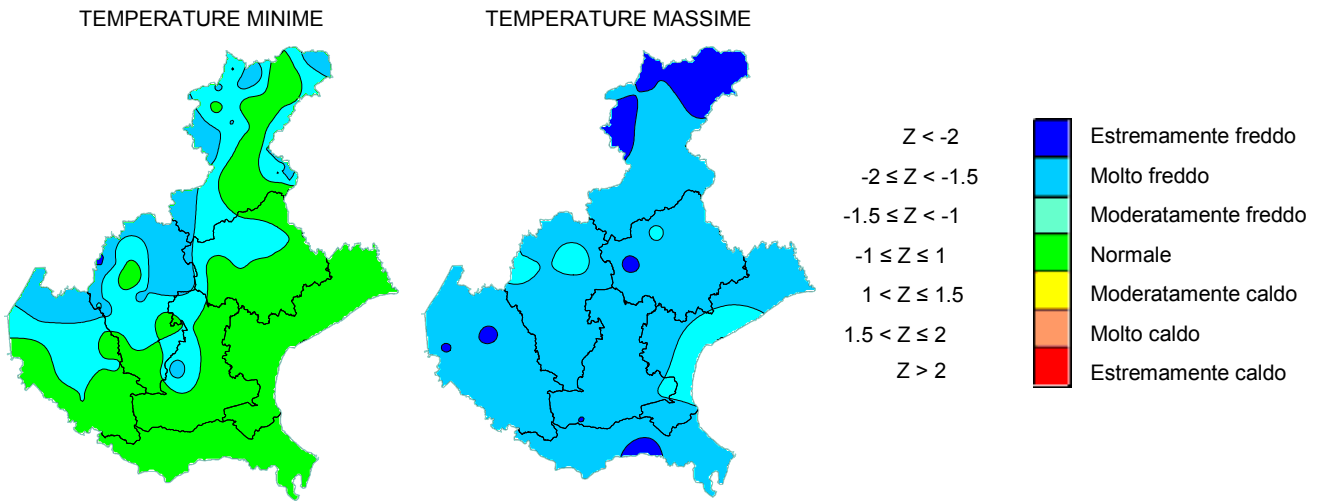 TEMPERATURE MINIME
TEMPERATURE MASSIME
Z < -2 Estremamente freddo
-2 ≤ Z < -1.5 Molto freddo
-1.5 ≤ Z < -1 Moderatamente freddo
-1 ≤ Z ≤ 1 Normale
1 < Z ≤ 1.5 Moderatamente caldo
1.5 < Z ≤ 2 Molto caldo
Z > 2 Estremamente caldo